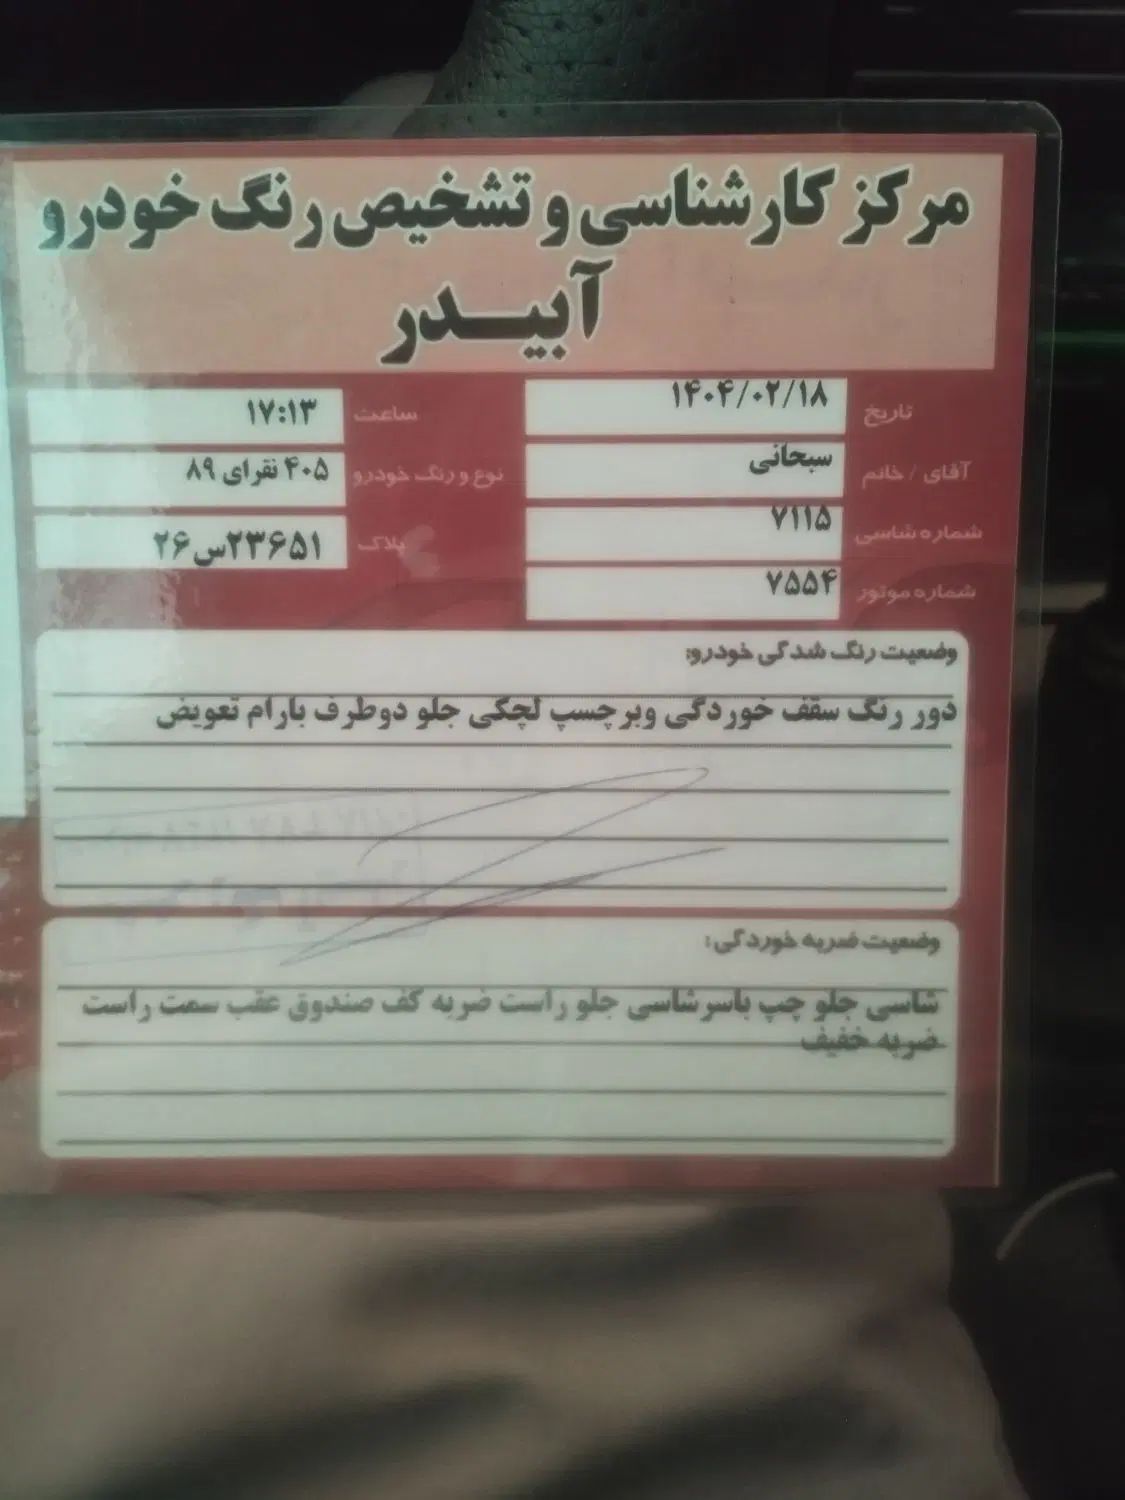 مرکز کارشناسی و تشخیص رنگ خودرو
آبیدر
تاریخ ۱۴۰۴/۰۲/۱۸ ساعت ۱۷:۱۳
آقای / خانم سبحانی نوع و رنگ خودرو ۴۰۵ نقرای ۸۹
شماره شاسی ۷۱۱۵ پلاک ۲۳۶۵۱س۲۶
شماره موتور ۷۵۵۴
وضعیت رنگ شدگی خودرو:
دور رنگ سقف خوردگی وبرچسپ لچکی جلو دوطرف بارام تعویض
وضعیت ضربه خوردگی:
شاسی جلو چپ باسرشاسی جلو راست ضربه کف صندوق عقب سمت راست
ضربه خفیف